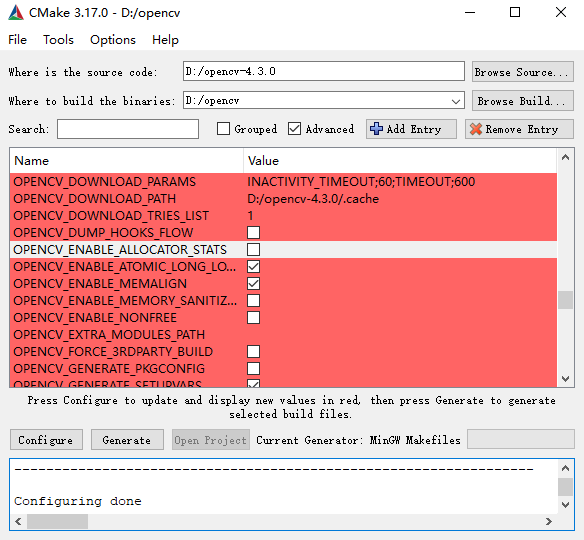 CMake 3.17.0 - D:/opencv
File Tools Options Help
Where is the source code: D:/opencv-4.3.0 Browse Source...
Where to build the binaries: D:/opencv Browse Build...
Search: Grouped Advanced Add Entry Remove Entry
Name Value
OPENCV_DOWNLOAD_PARAMS INACTIVITY_TIMEOUT;60;TIMEOUT;600
OPENCV_DOWNLOAD_PATH D:/opencv-4.3.0/.cache
OPENCV_DOWNLOAD_TRIES_LIST 1
OPENCV_DUMP_HOOKS_FLOW
OPENCV_ENABLE_ALLOCATOR_STATS
OPENCV_ENABLE_ATOMIC_LONG_LO...
OPENCV_ENABLE_MEMALIGN
OPENCV_ENABLE_MEMORY_SANITIZ...
OPENCV_ENABLE_NONFREE
OPENCV_EXTRA_MODULES_PATH
OPENCV_FORCE_3RDPARTY_BUILD
OPENCV_GENERATE_PKGCONFIG
OPENCV_GENERATE_SETUPVARS
Press Configure to update and display new values in red, then press Generate to generate
selected build files.
Configure Generate Open Project Current Generator: MinGW Makefiles
-----------------------------------------------------------------
Configuring done